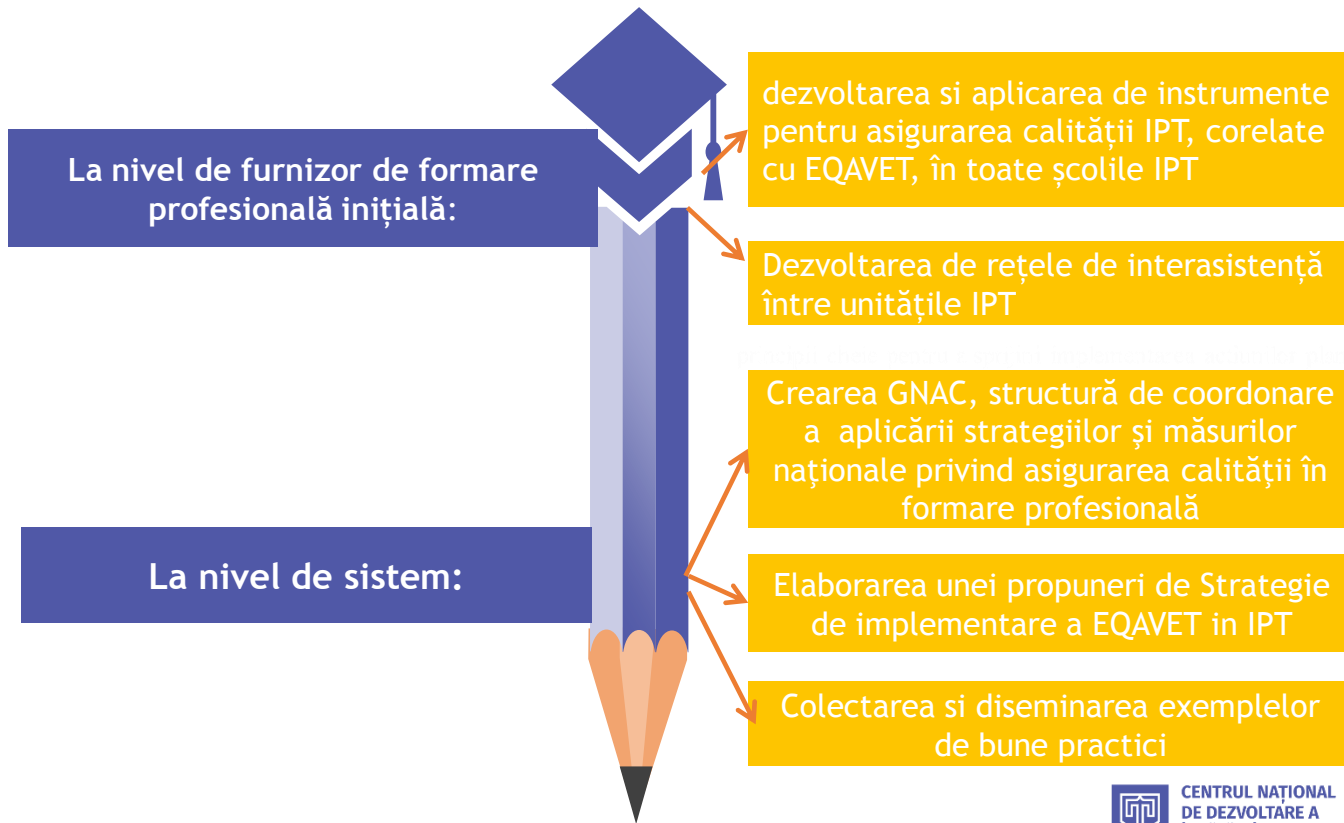 La nivel de furnizor de formare
profesională inițială:
dezvoltarea si aplicarea de instrumente
pentru asigurarea calității IPT, corelate
cu EQAVET, în toate școlile IPT
Dezvoltarea de rețele de interasistență
între unitățile IPT
La nivel de sistem:
Crearea GNAC, structură de coordonare
a aplicării strategiilor şi măsurilor
naţionale privind asigurarea calităţii în
formare profesională
Elaborarea unei propuneri de Strategie
de implementare a EQAVET in IPT
Colectarea si diseminarea exemplelor
de bune practici
CENTRUL NAȚIONAL
DE DEZVOLTARE A